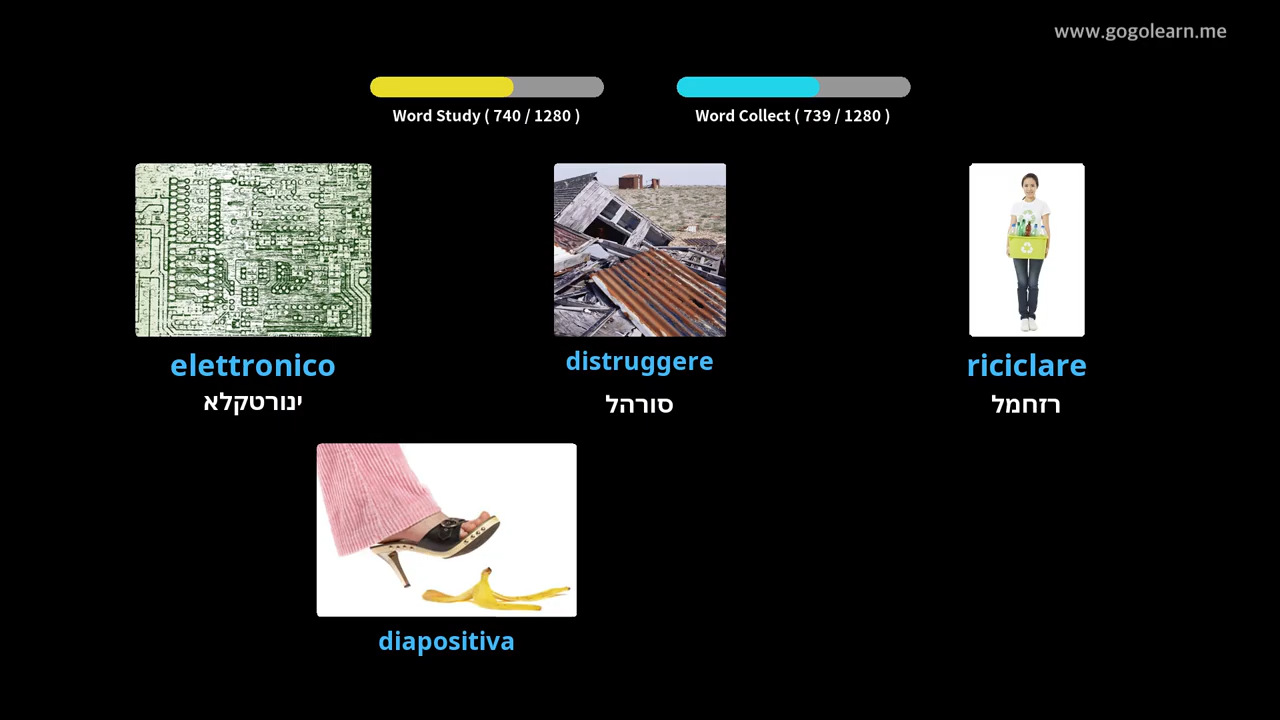 www.gogolearn.me
Word Study ( 740 / 1280 )
Word Collect ( 739 / 1280 )
elettronico
distruggere
riciclare
ינורטקלא
סורהל
רזחמל
diapositiva